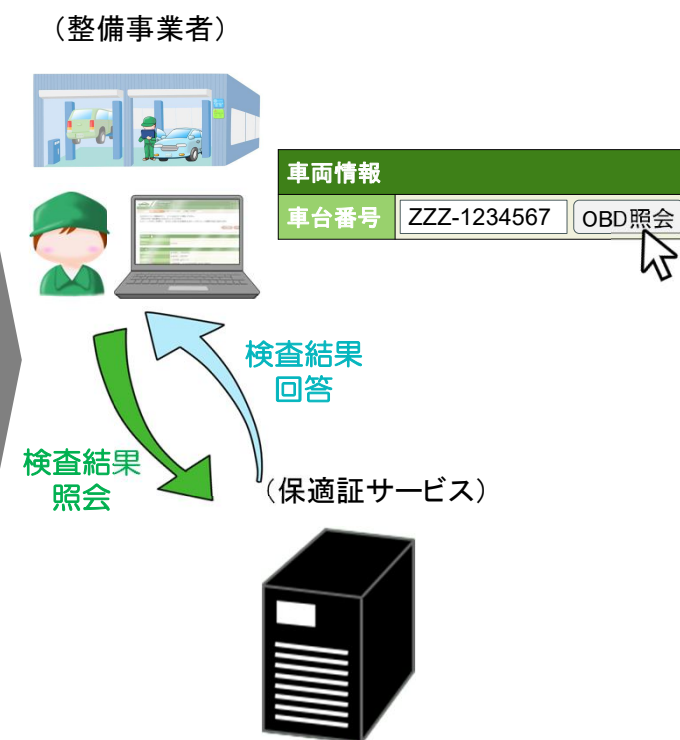 （整備事業者）
車両情報
車台番号 ZZZ-1234567 OBD照会
検査結果
回答
検査結果
照会
（保適証サービス）